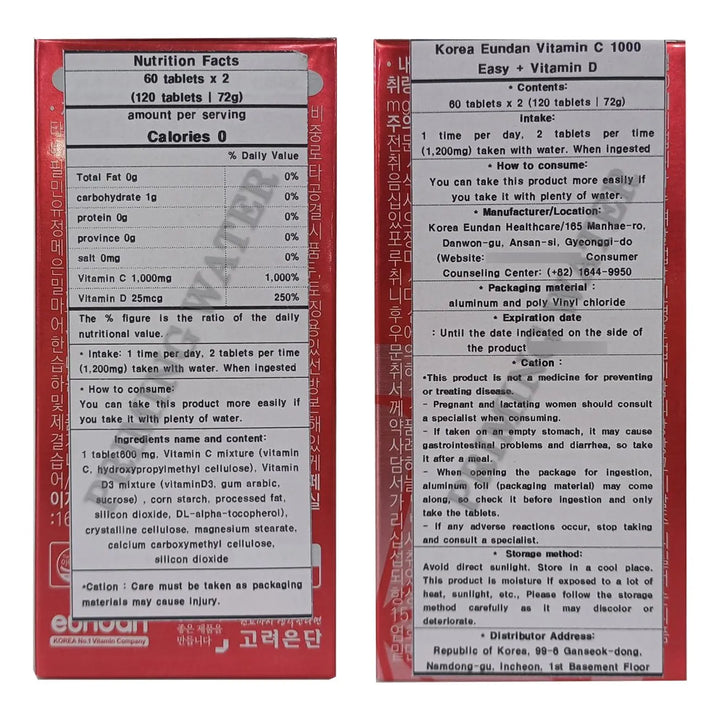 Nutrition Facts
60 tablets x 2
(120 tablets | 72g)
amount per serving
Calories 0
% Daily Value
Total Fat 0g 0%
carbohydrate 1g 0%
protein 0g 0%
province 0g 0%
salt 0mg 0%
Vitamin C 1,000mg 1,000%
Vitamin D 25mcg 250%
The % figure is the ratio of the daily
nutritional value.
• Intake: 1 time per day, 2 tablets per time
(1,200mg) taken with water. When ingested
• How to consume:
You can take this product more easily if
you take it with plenty of water.
Ingredients name and content:
1 tablet600 mg, Vitamin C mixture (vitamin
C, hydroxypropylmethyl cellulose), Vitamin
D3 mixture (vitaminD3, gum arabic,
sucrose) , corn starch, processed fat,
silicon dioxide, DL-alpha-tocopherol),
crystalline cellulose, magnesium stearate,
calcium carboxymethyl cellulose,
silicon dioxide
•Cation : Care must be taken as packaging
materials may cause injury.
eundan
KOREA No.1 Vitamin Company
좋은 제품을
만듭니다
고려은단
Korea Eundan Vitamin C 1000
Easy + Vitamin D
• Contents:
60 tablets x 2 (120 tablets | 72g)
Intake:
1 time per day, 2 tablets per time
(1,200mg) taken with water. When ingested
• How to consume:
You can take this product more easily if
you take it with plenty of water.
• Manufacturer/Location:
Korea Eundan Healthcare/165 Manhae-ro,
Danwon-gu, Ansan-si, Gyeonggi-do
(Website: Consumer
Counseling Center: (+82) 1644-9950
• Packaging material :
aluminum and poly Vinyl chloride
• Expiration date
: Until the date indicated on the side of
the product
• Cation :
•This product is not a medicine for preventing
or treating disease.
- Pregnant and lactating women should consult
a specialist when consuming.
- If taken on an empty stomach, it may cause
gastrointestinal problems and diarrhea, so take
it after a meal.
- When opening the package for ingestion,
aluminum foil (packaging material) may come
along, so check it before ingestion and only
take the tablets.
- If any adverse reactions occur, stop taking
and consult a specialist.
• Storage method:
Avoid direct sunlight. Store in a cool place.
This product is moisture If exposed to a lot of
heat, sunlight, etc., Please follow the storage
method carefully as it may discolor or
deteriorate.
• Distributor Address:
Republic of Korea, 99-6 Ganseok-dong,
Namdong-gu, Incheon, 1st Basement Floor